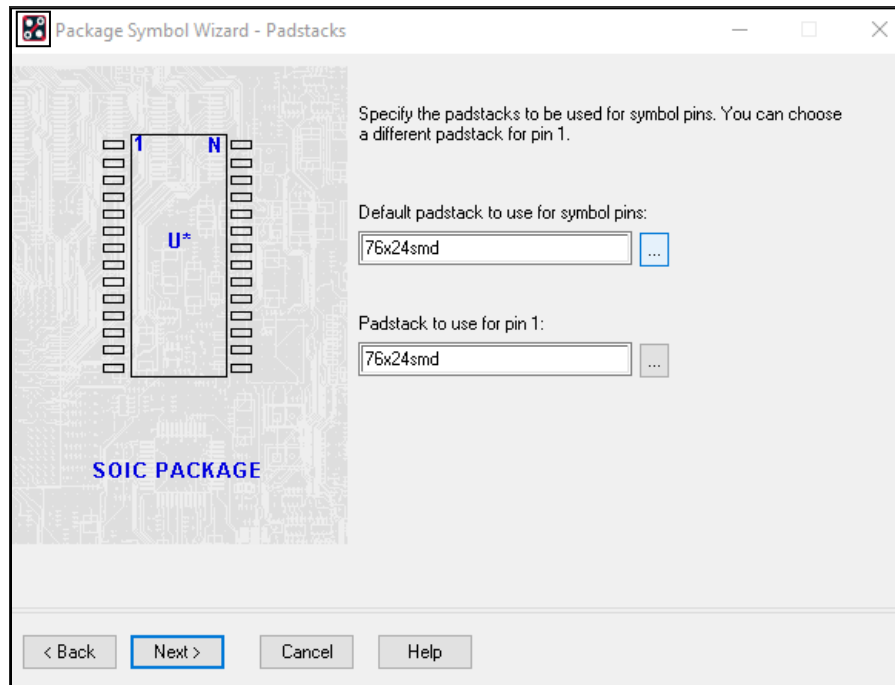 Package Symbol Wizard - Padstacks
Specify the padstacks to be used for symbol pins. You can choose
a different padstack for pin 1.
1 N
U*
SOIC PACKAGE
Default padstack to use for symbol pins:
76x24smd
...
Padstack to use for pin 1:
76x24smd
...
< Back Next > Cancel Help